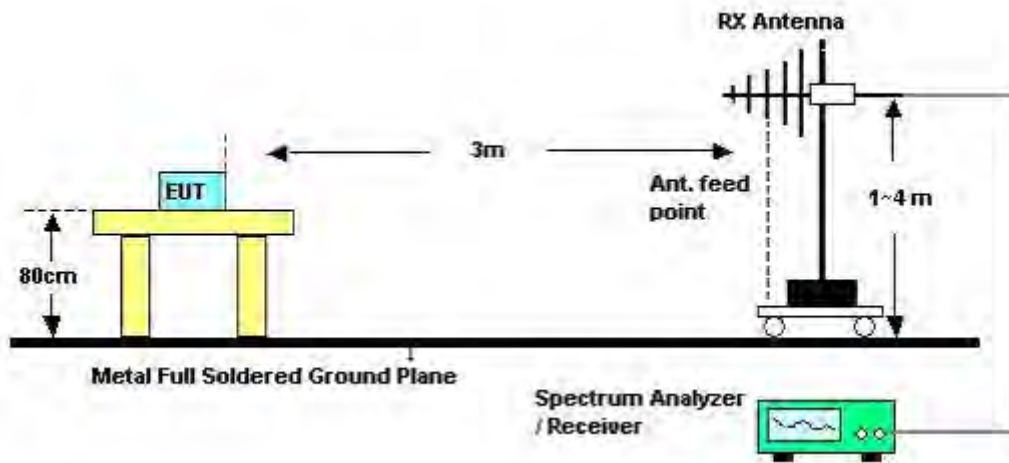 RX Antenna
3m
EUT
Ant. feed
point
1~4 m
80cm
Metal Full Soldered Ground Plane
Spectrum Analyzer
/ Receiver